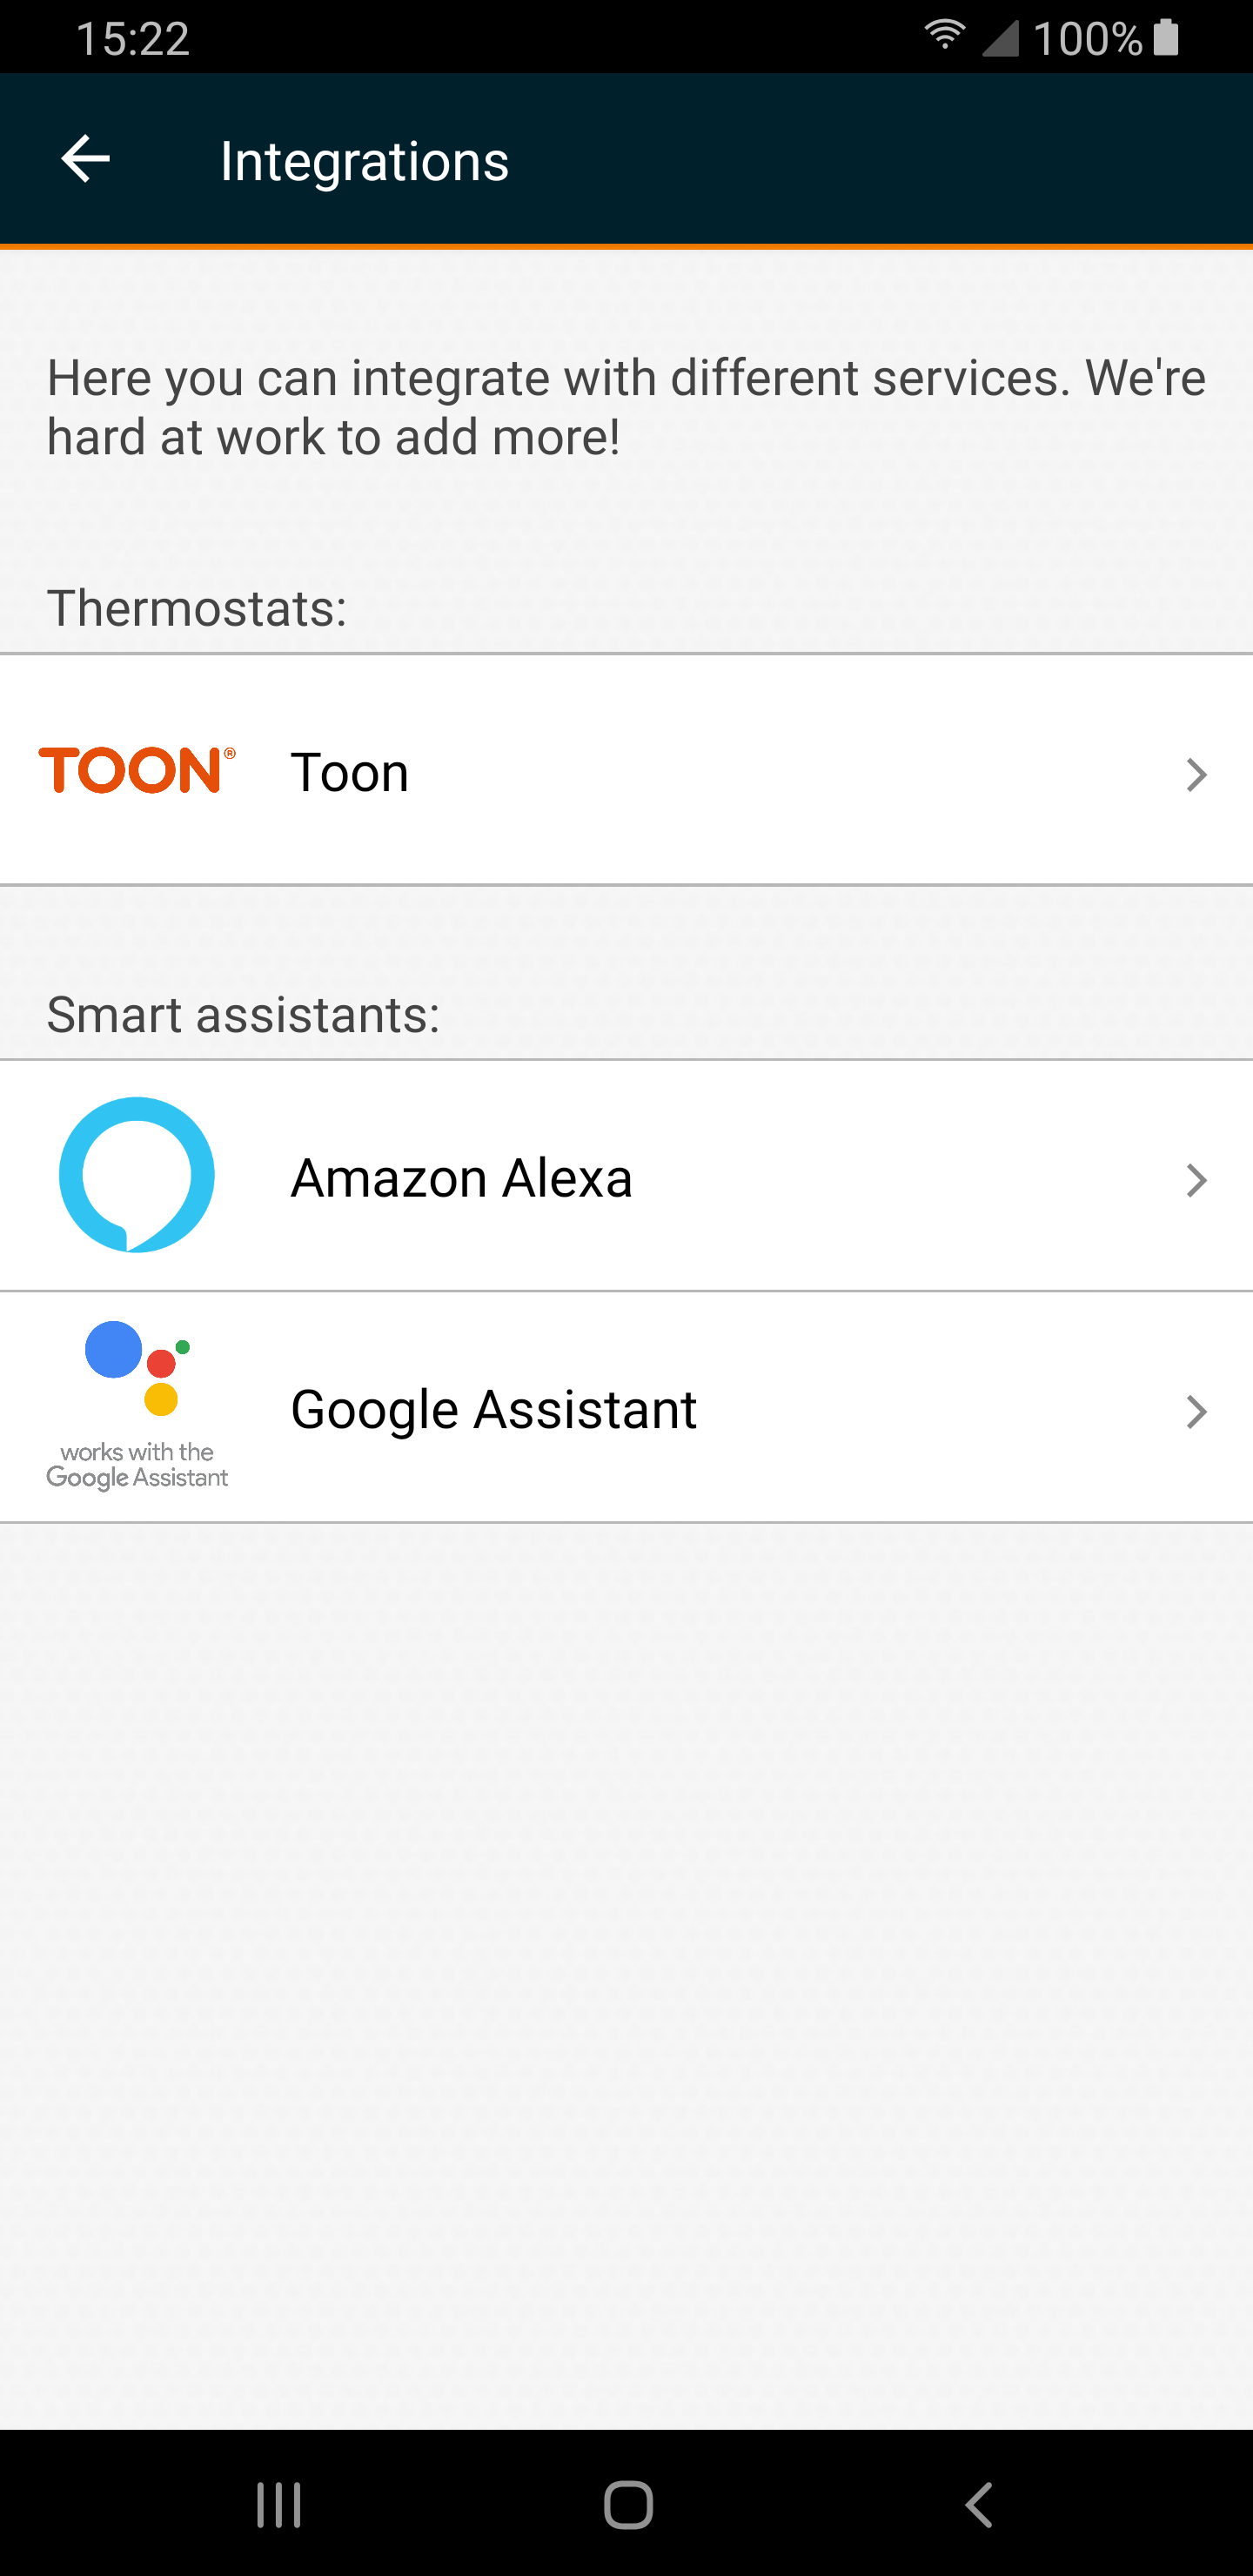 15:22
100%
Integrations
Here you can integrate with different services. We're
hard at work to add more!
Thermostats:
TOON®
Toon
Smart assistants:
Amazon Alexa
works with the
Google Assistant
Google Assistant